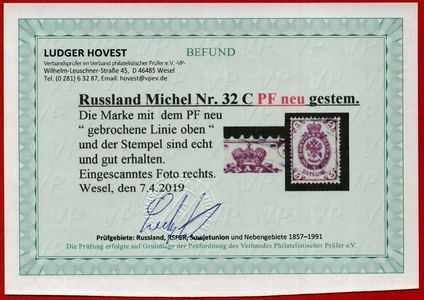 LUDGER HOVEST
BEFUND
Verbandsprüfer im Verband philatelistischer Prüfer e.V. -VP-
Wilhelm-Leuschner-Straße 45, D 46485 Wesel
Tel. (0 281) 6 32 87, Email: hovest@vpev.de
Russland Michel Nr. 32 C PF neu gestem.
Die Marke mit dem PF neu
“ gebrochene Linie oben ”
und der Stempel sind echt
und gut erhalten.
Eingescanntes Foto rechts.
Wesel, den 7.4.2019
Prüfgebiete: Russland, RSFSR, Sowjetunion und Nebengebiete 1857–1991
Die Prüfung erfolgte auf Grundlage der Prüfordnung des Verbandes Philatelistischer Prüfer e.V.